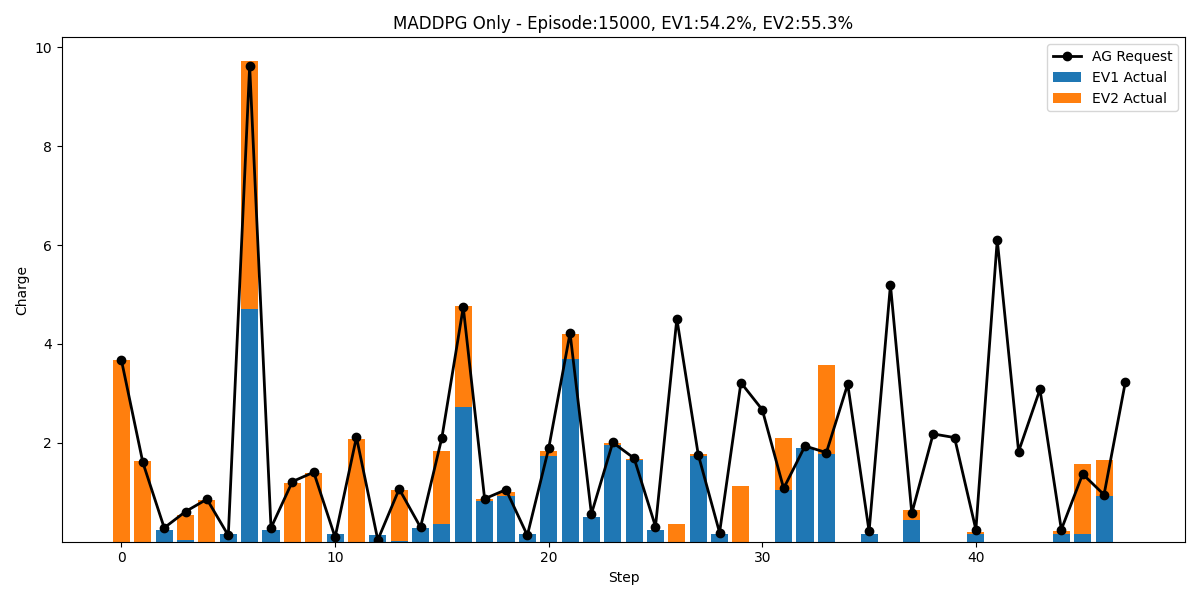 MADDPG Only - Episode:15000, EV1:54.2%, EV2:55.3%
AG Request
EV1 Actual
EV2 Actual
Charge
10
8
6
4
2
0 10 20 30 40
Step